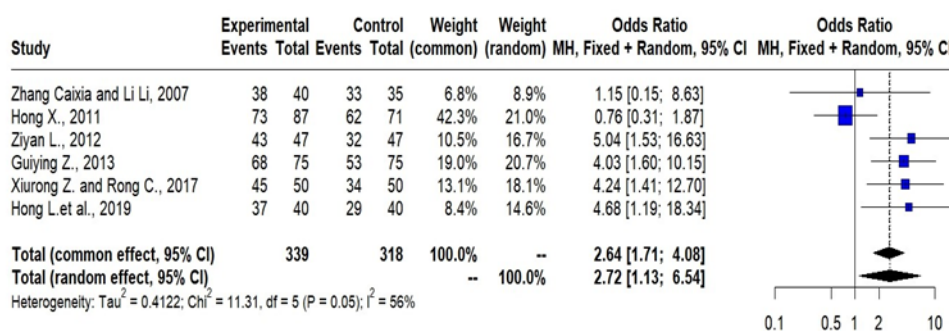 Experimental Control Weight Weight Odds Ratio Odds Ratio
Study Events Total Events Total (common) (random) MH, Fixed + Random, 95% CI MH, Fixed + Random, 95% CI
Zhang Caixia and Li Li, 2007 38 40 33 35 6.8% 8.9% 1.15 [0.15; 8.63]
Hong X., 2011 73 87 62 71 42.3% 21.0% 0.76 [0.31; 1.87]
Ziyan L., 2012 43 47 32 47 10.5% 16.7% 5.04 [1.53; 16.63]
Guiying Z., 2013 68 75 53 75 19.0% 20.7% 4.03 [1.60; 10.15]
Xiurong Z. and Rong C., 2017 45 50 34 50 13.1% 18.1% 4.24 [1.41; 12.70]
Hong L.et al., 2019 37 40 29 40 8.4% 14.6% 4.68 [1.19; 18.34]
Total (common effect, 95% CI) 339 318 100.0% -- 2.64 [1.71; 4.08]
Total (random effect, 95% CI) -- 100.0% 2.72 [1.13; 6.54]
Heterogeneity: Tau² = 0.4122; Chi² = 11.31, df = 5 (P = 0.05); I² = 56%
0.1 0.5 1 2 10